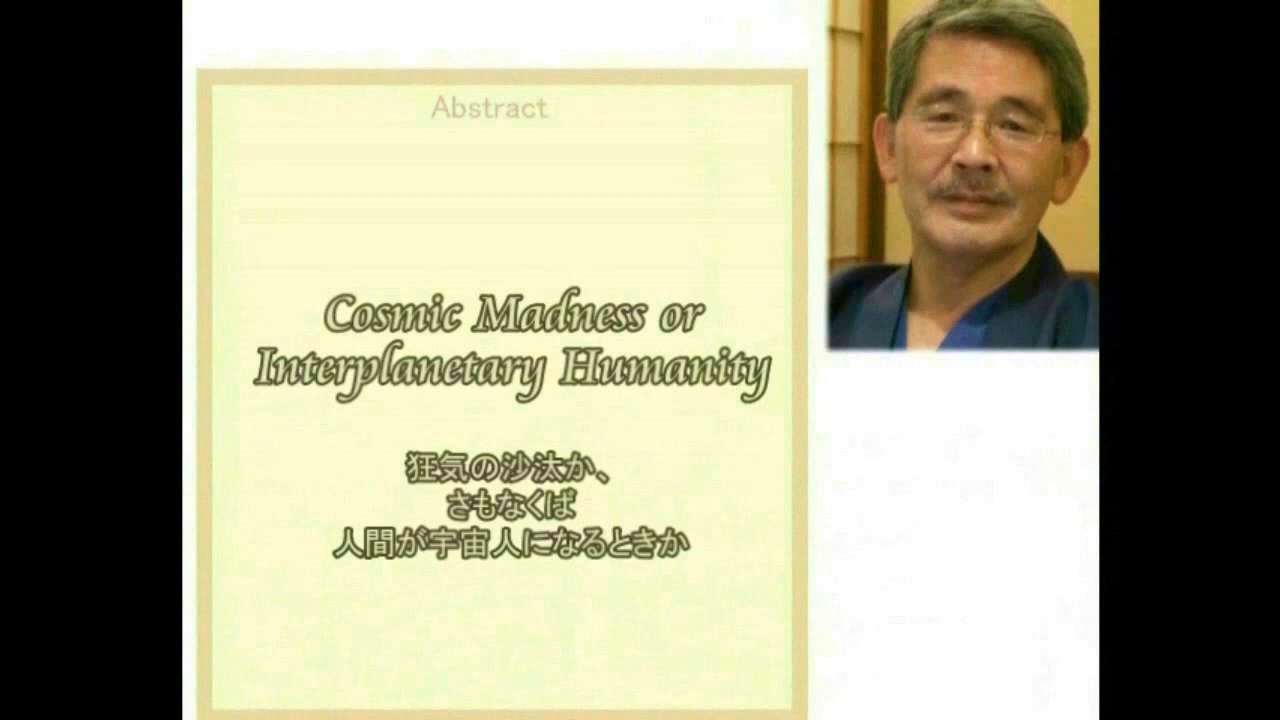 Abstract
Cosmic Madness or
Interplanetary Humanity
狂気の沙汰か、
さもなくば
人間が宇宙人になるときか